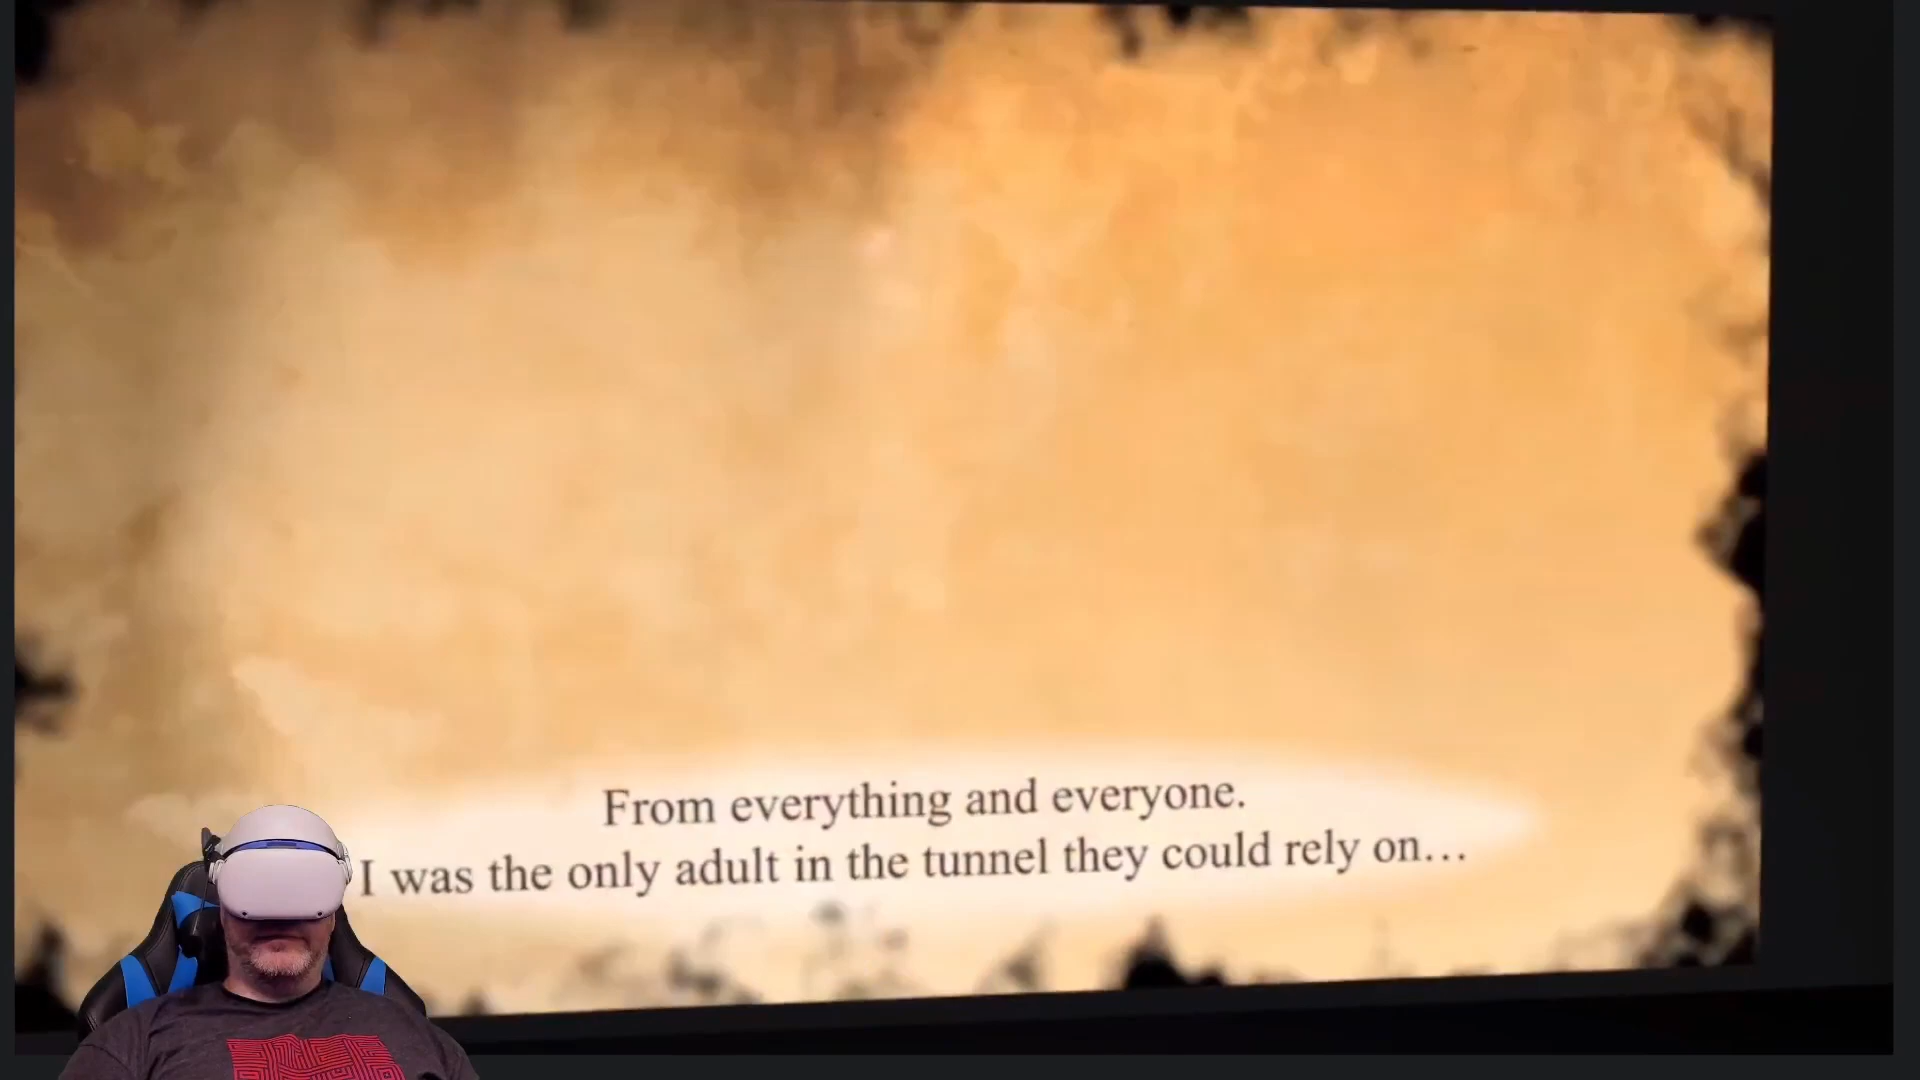 From everything and everyone.
I was the only adult in the tunnel they could rely on...